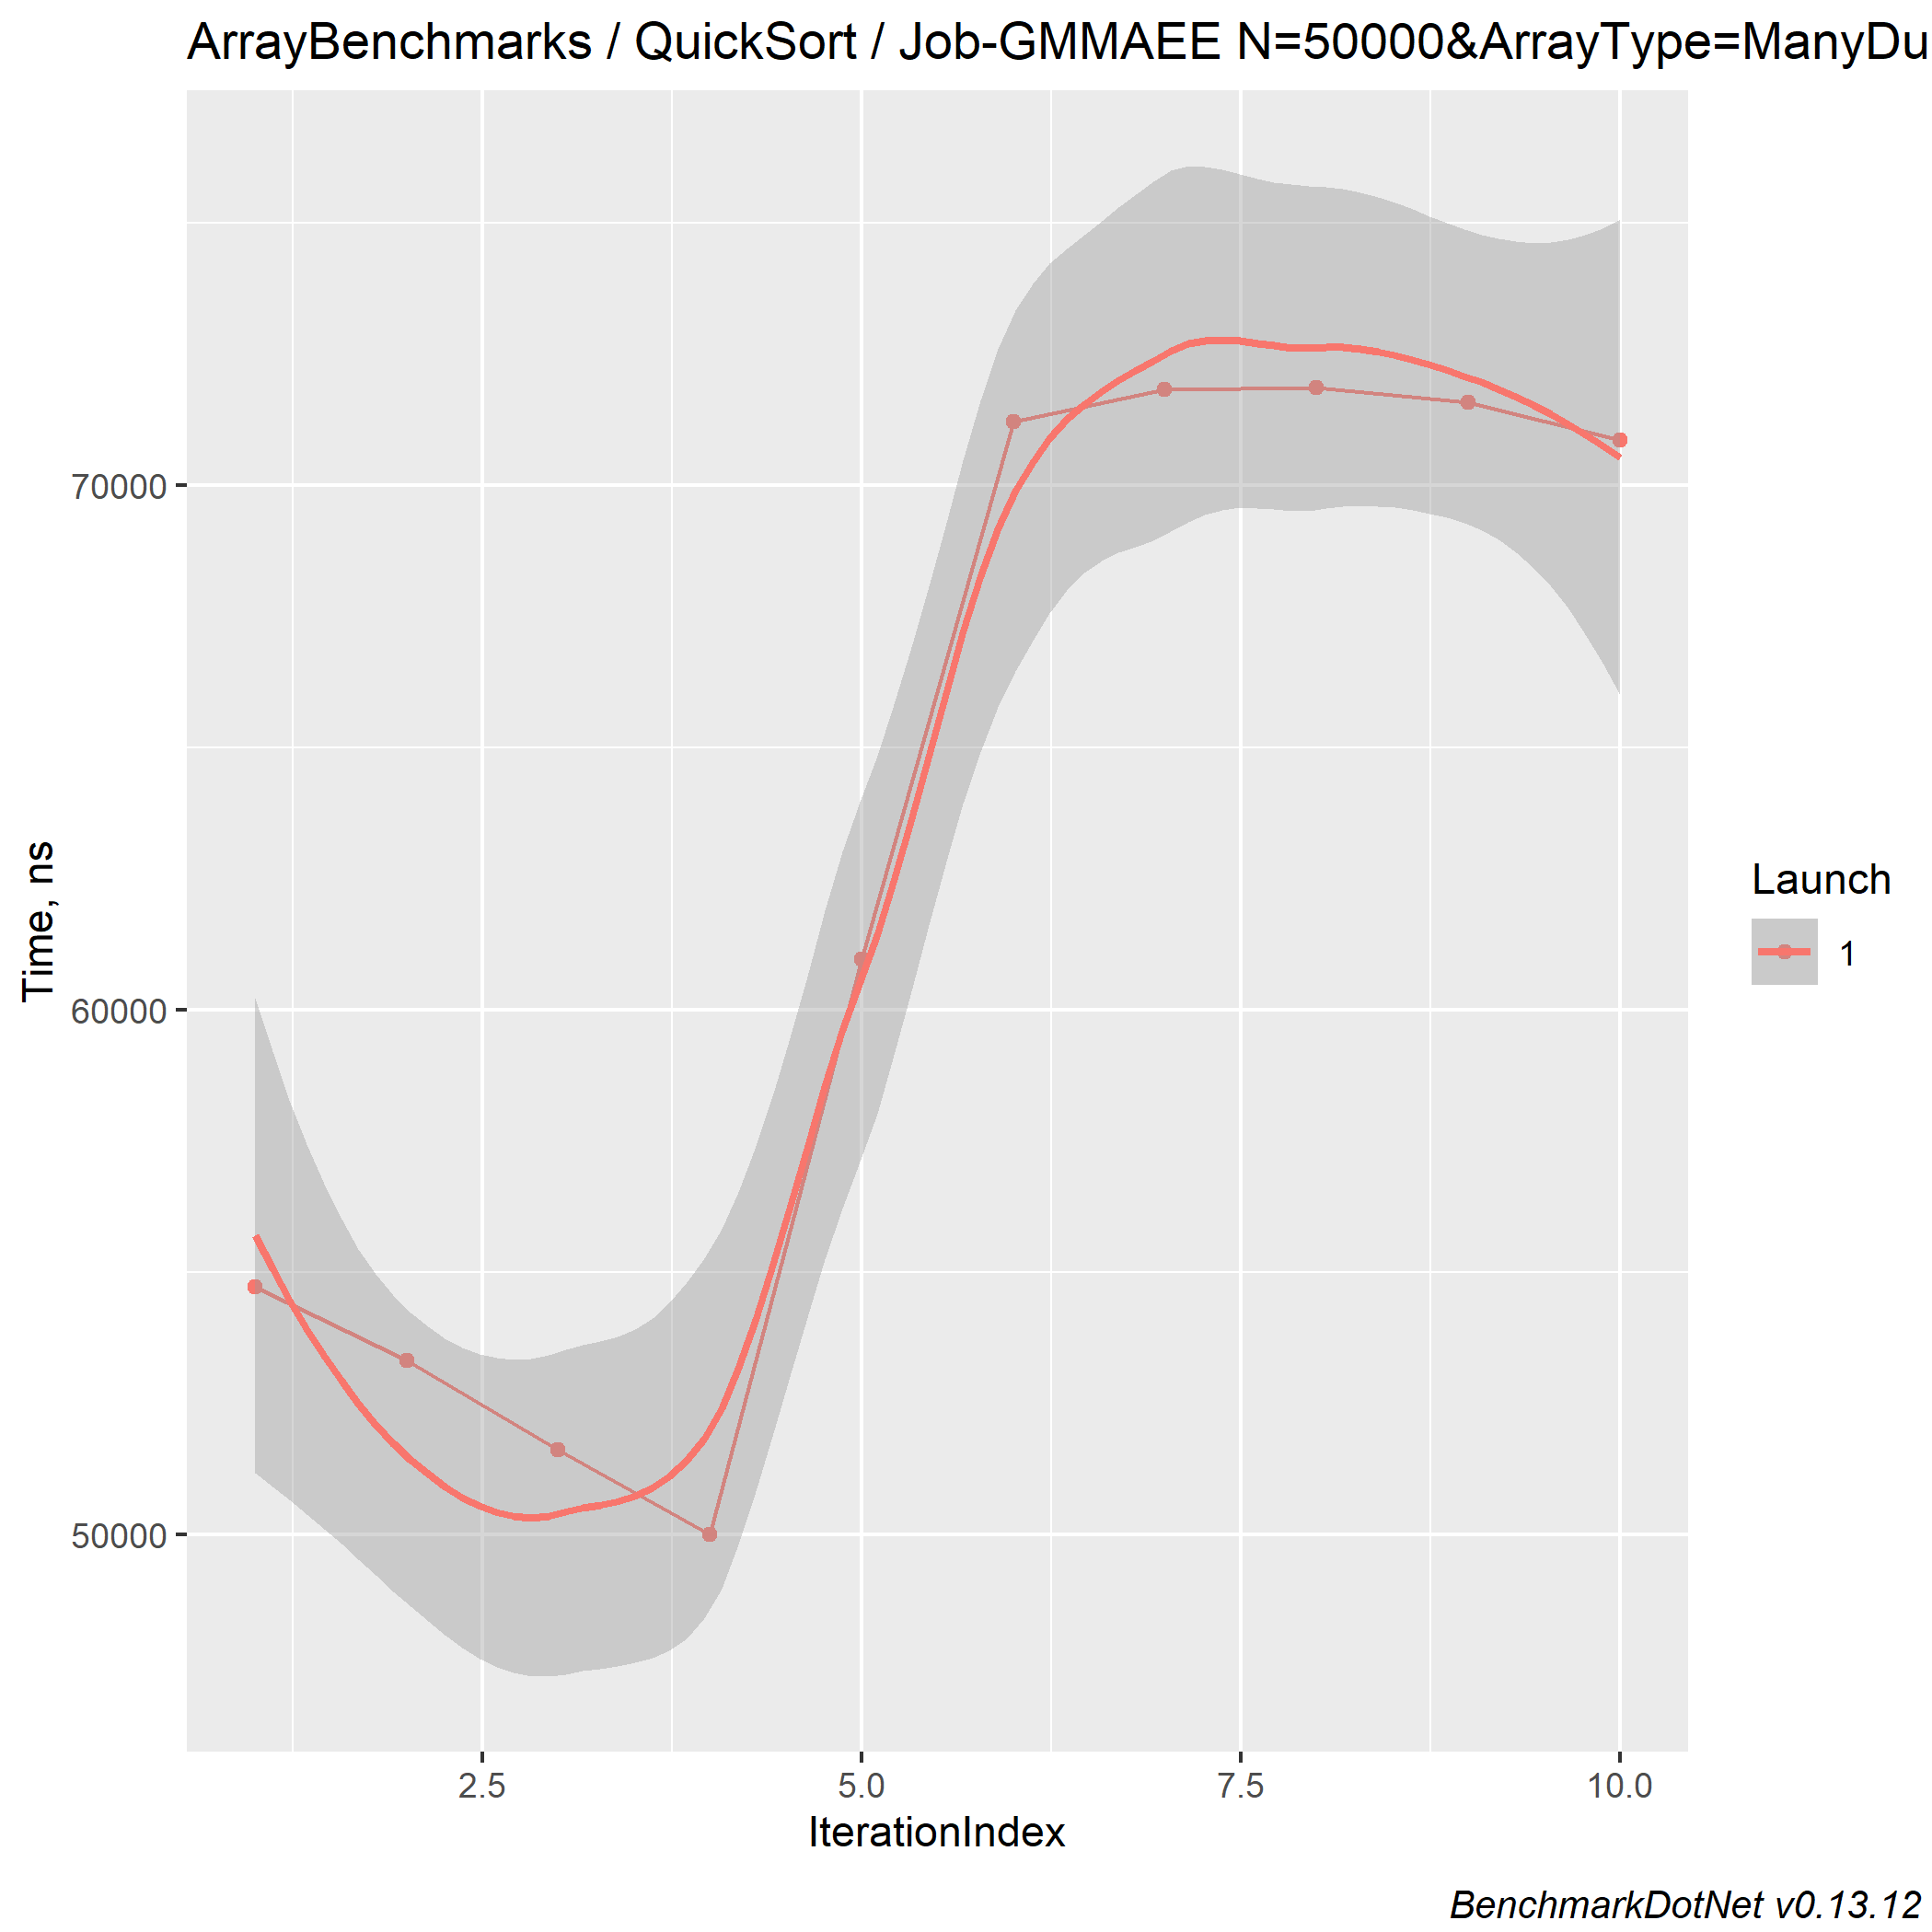 ArrayBenchmarks / QuickSort / Job-GMMAEE N=50000&ArrayType=ManyDu
Time, ns
70000
60000
50000
2.5
5.0
7.5
10.0
IterationIndex
Launch
1
BenchmarkDotNet v0.13.12